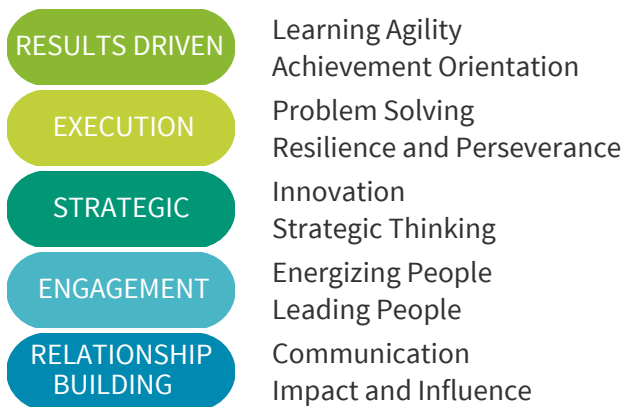 RESULTS DRIVEN
Learning Agility
Achievement Orientation
EXECUTION
Problem Solving
Resilience and Perseverance
STRATEGIC
Innovation
Strategic Thinking
ENGAGEMENT
Energizing People
Leading People
RELATIONSHIP
BUILDING
Communication
Impact and Influence